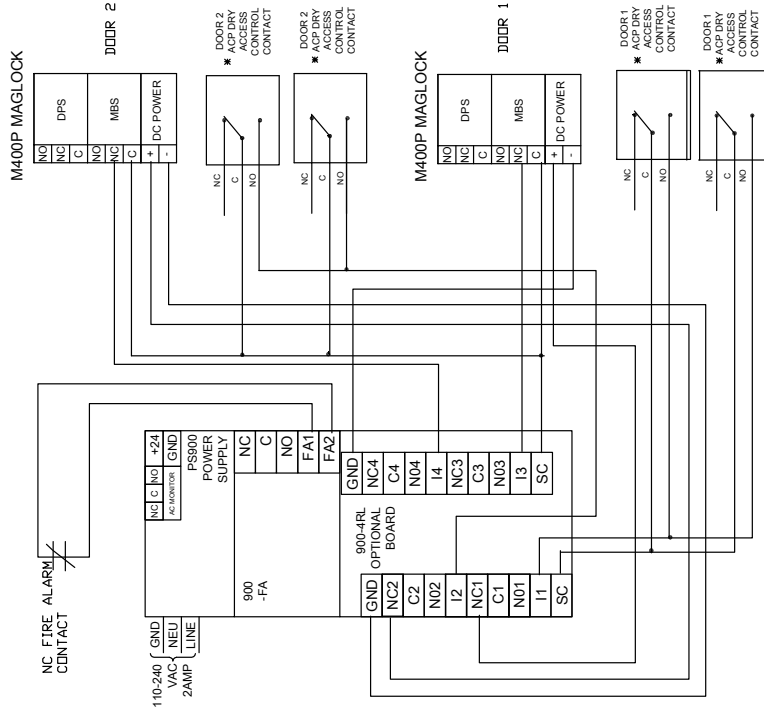 M400P MAGLOCK
NO
NC
C
NO
NC
C
+
-
DPS
MBS
DC POWER
DOOR 2
DOOR 2
* ACP DRY
ACCESS
CONTROL
CONTACT
NC
C
NO
DOOR 2
* ACP DRY
ACCESS
CONTROL
CONTACT
NC
C
NO
M400P MAGLOCK
NO
NC
C
NO
NC
C
+
-
DPS
MBS
DC POWER
DOOR 1
DOOR 1
* ACP DRY
ACCESS
CONTROL
CONTACT
NC
C
NO
DOOR 1
* ACP DRY
ACCESS
CONTROL
CONTACT
NC
C
NO
NC FIRE ALARM
CONTACT
110-240
VAC
2AMP
GND
NEU
LINE
NC C NO
AC MONITOR
+24
GND
PS900
POWER
SUPPLY
900
-FA
NC
C
NO
FA1
FA2
900-4RL
OPTIONAL
BOARD
GND
NC4
C4
N04
I4
NC3
C3
N03
I3
SC
GND
NC2
C2
N02
I2
NC1
C1
N01
I1
SC